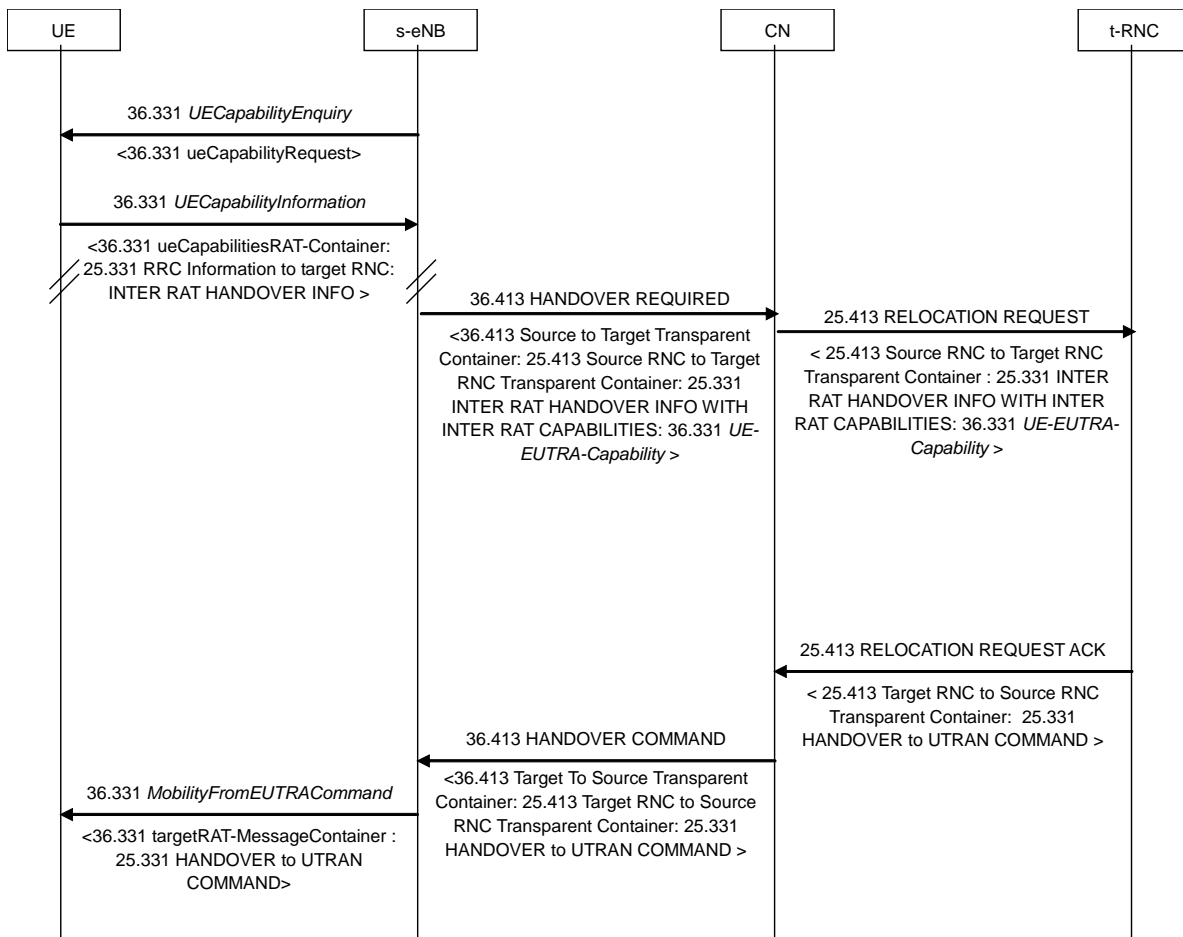 UE
s-eNB
CN
t-RNC
36.331 UECapabilityEnquiry
<36.331 ueCapabilityRequest>
36.331 UECapabilityInformation
<36.331 ueCapabilitiesRAT-Container:
25.331 RRC Information to target RNC:
INTER RAT HANDOVER INFO >
36.413 HANDOVER REQUIRED
<36.413 Source to Target Transparent
Container: 25.413 Source RNC to Target
RNC Transparent Container: 25.331
INTER RAT HANDOVER INFO WITH
INTER RAT CAPABILITIES: 36.331 UE-
EUTRA-Capability >
25.413 RELOCATION REQUEST
< 25.413 Source RNC to Target RNC
Transparent Container : 25.331 INTER
RAT HANDOVER INFO WITH INTER
RAT CAPABILITIES: 36.331 UE-EUTRA-
Capability >
25.413 RELOCATION REQUEST ACK
< 25.413 Target RNC to Source RNC
Transparent Container:  25.331
HANDOVER to UTRAN COMMAND >
36.413 HANDOVER COMMAND
<36.413 Target To Source Transparent
Container: 25.413 Target RNC to Source
RNC Transparent Container: 25.331
HANDOVER to UTRAN COMMAND >
36.331 MobilityFromEUTRACommand
<36.331 targetRAT-MessageContainer :
25.331 HANDOVER to UTRAN
COMMAND>